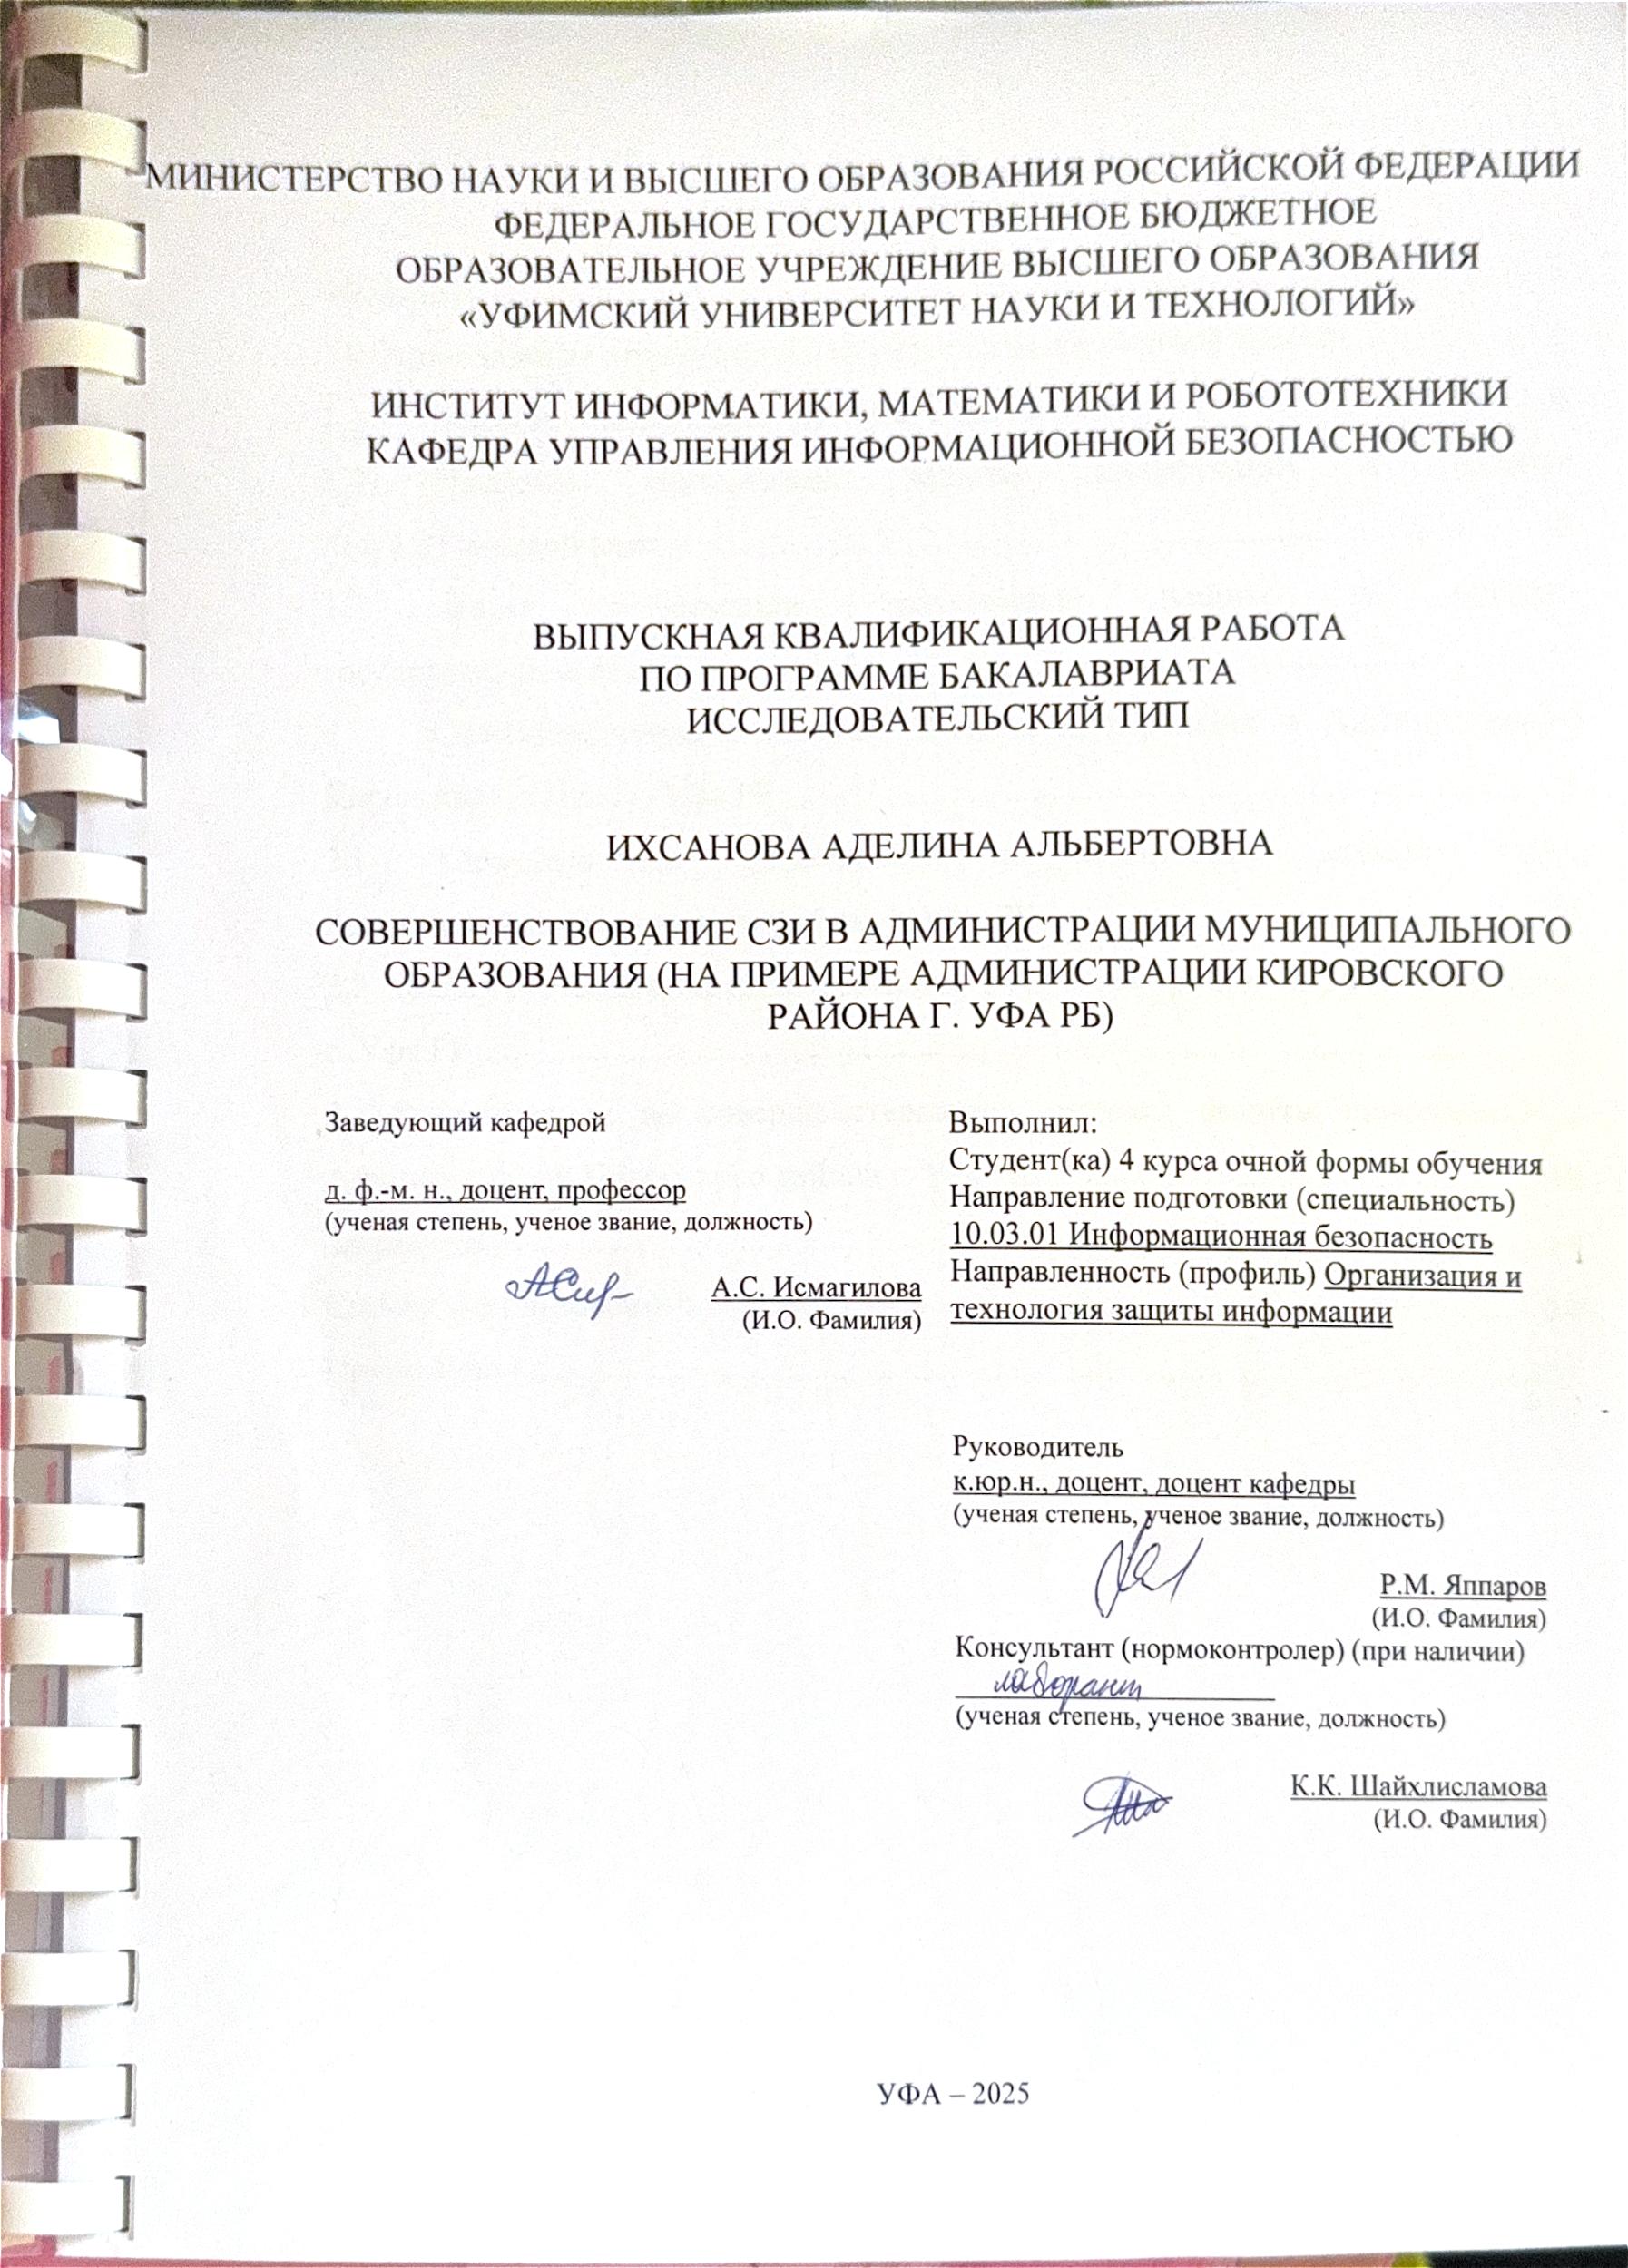 МИНИСТЕРСТВО НАУКИ И ВЫСШЕГО ОБРАЗОВАНИЯ РОССИЙСКОЙ ФЕДЕРАЦИИ
ФЕДЕРАЛЬНОЕ ГОСУДАРСТВЕННОЕ БЮДЖЕТНОЕ
ОБРАЗОВАТЕЛЬНОЕ УЧРЕЖДЕНИЕ ВЫСШЕГО ОБРАЗОВАНИЯ
«УФИМСКИЙ УНИВЕРСИТЕТ НАУКИ И ТЕХНОЛОГИЙ»
ИНСТИТУТ ИНФОРМАТИКИ, МАТЕМАТИКИ И РОБОТОТЕХНИКИ
КАФЕДРА УПРАВЛЕНИЯ ИНФОРМАЦИОННОЙ БЕЗОПАСНОСТЬЮ
ВЫПУСКНАЯ КВАЛИФИКАЦИОННАЯ РАБОТА
ПО ПРОГРАММЕ БАКАЛАВРИАТА
ИССЛЕДОВАТЕЛЬСКИЙ ТИП
ИХСАНОВА АДЕЛИНА АЛЬБЕРТОВНА
СОВЕРШЕНСТВОВАНИЕ СЗИ В АДМИНИСТРАЦИИ МУНИЦИПАЛЬНОГО
ОБРАЗОВАНИЯ (НА ПРИМЕРЕ АДМИНИСТРАЦИИ КИРОВСКОГО
РАЙОНА Г. УФА РБ)
Заведующий кафедрой
д. ф.-м. н., доцент, профессор
(ученая степень, ученое звание, должность)
А.С. Исмагилова
(И.О. Фамилия)
Выполнил:
Студент(ка) 4 курса очной формы обучения
Направление подготовки (специальность)
10.03.01 Информационная безопасность
Направленность (профиль) Организация и
технология защиты информации
Руководитель
к.юр.н., доцент, доцент кафедры
(ученая степень, ученое звание, должность)
Р.М. Яппаров
(И.О. Фамилия)
Консультант (нормоконтролер) (при наличии)
лаборант
(ученая степень, ученое звание, должность)
К.К. Шайхлисламова
(И.О. Фамилия)
УФА – 2025